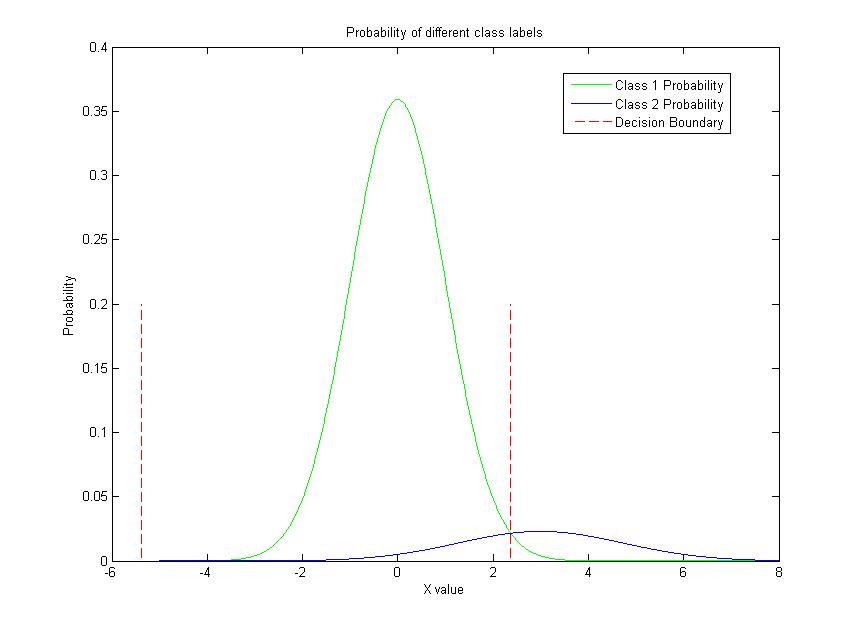 Probability of different class labels
0.4
0.35
0.3
0.25
0.2
0.15
0.1
0.05
0
Probability
Class 1 Probability
Class 2 Probability
Decision Boundary
-6 -4 -2 0 2 4 6 8
X value